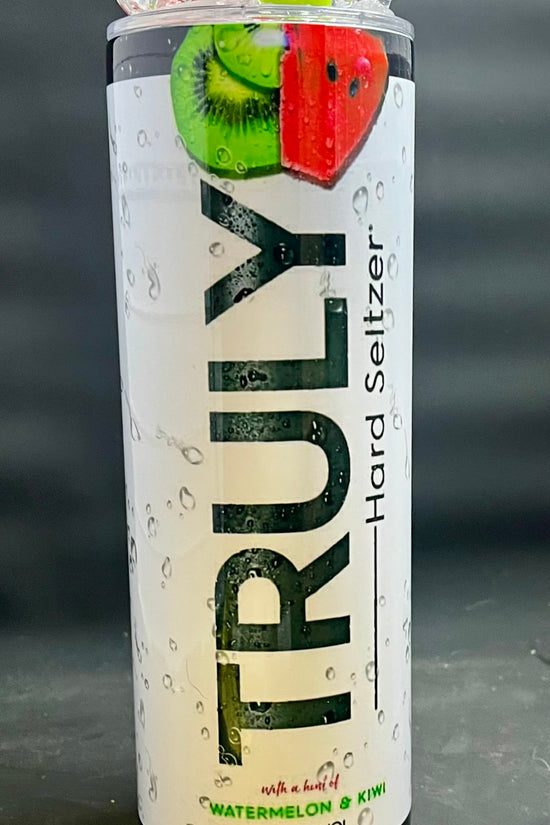 TRULY
Hard Seltzer®
with a hint of
WATERMELON & KIWI